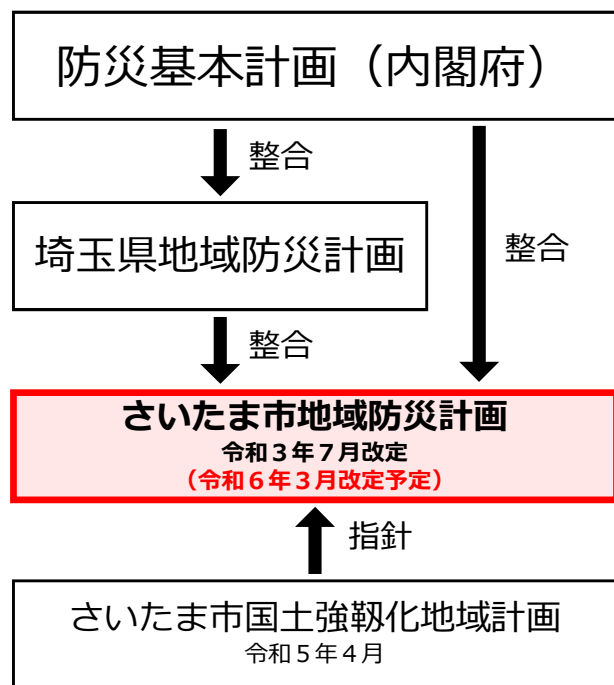 防災基本計画（内閣府）
整合
埼玉県地域防災計画
整合
整合
さいたま市地域防災計画
令和３年７月改定
（令和６年３月改定予定）
指針
さいたま市国土強靱化地域計画
令和５年４月